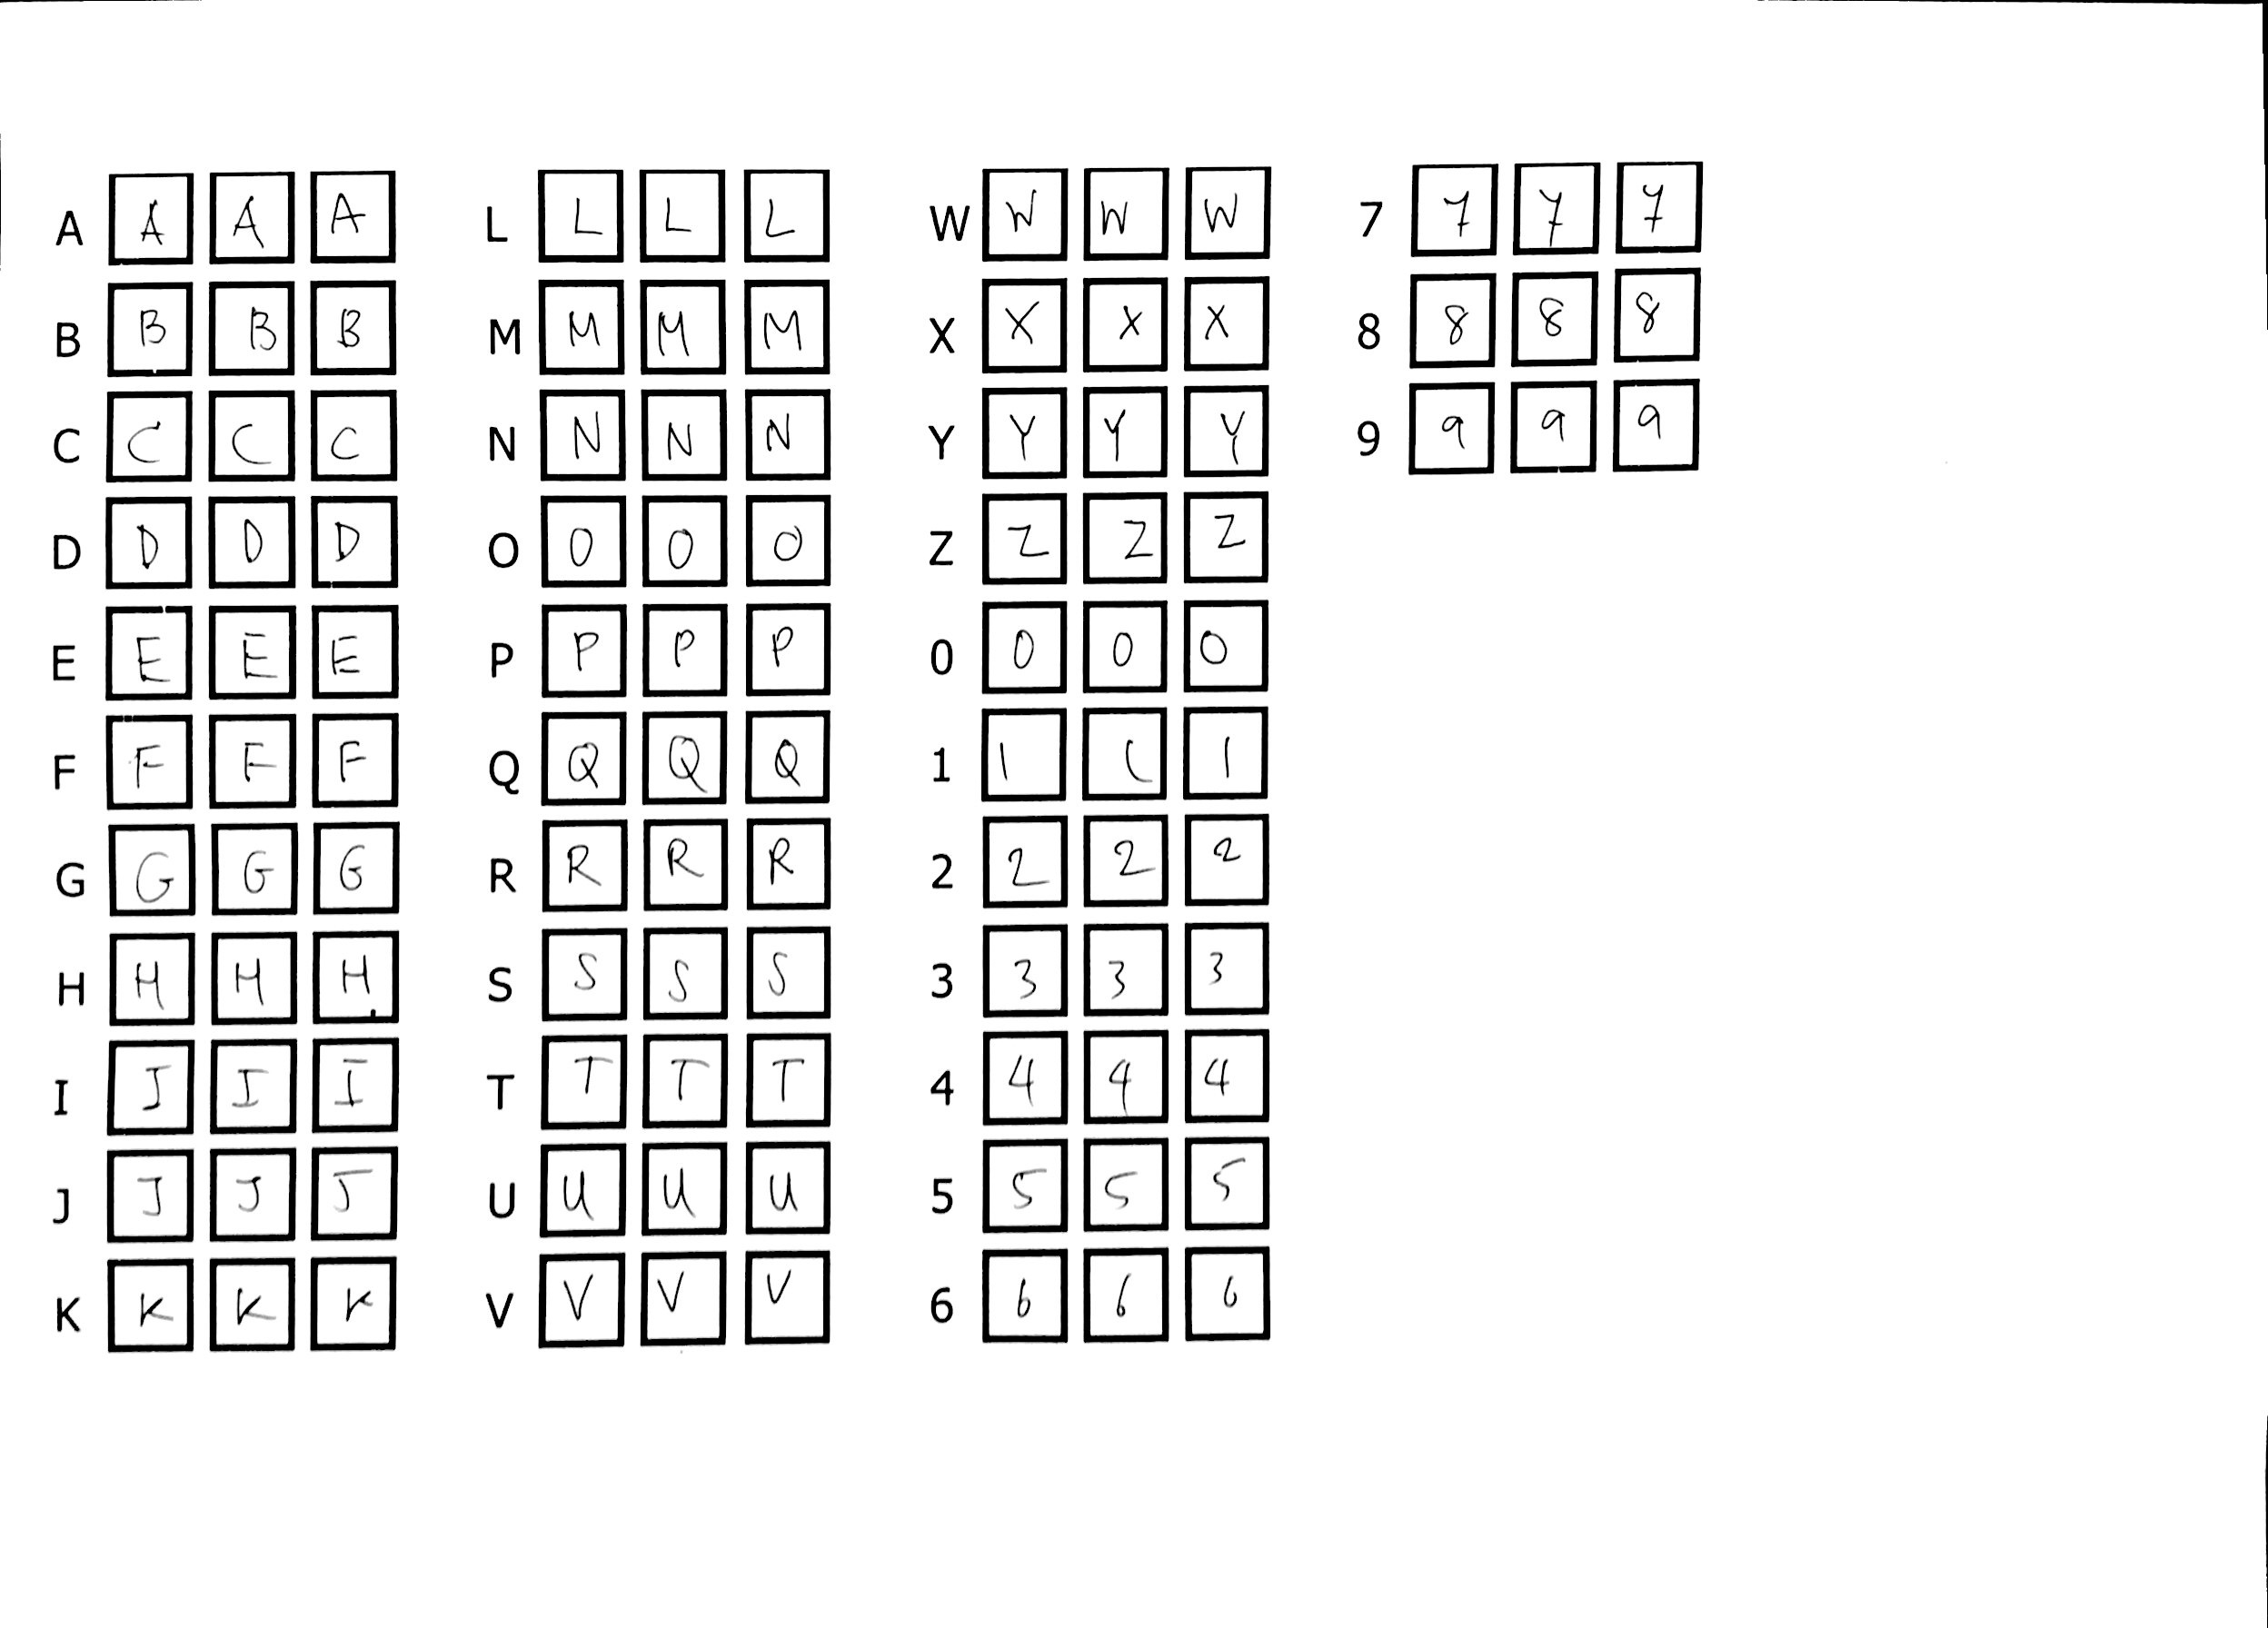 A A A A L L L L W W W W 7 7 7 7
B B B B M M M M X X X X 8 8 8 8
C C C C N N N N Y Y Y Y 9 9 9 9
D D D D O O O O Z Z Z Z
E E E E P P P P 0 0 0 0
F F F F Q Q Q Q 1 1 1 1
G G G G R R R R 2 2 2 2
H H H H S S S S 3 3 3 3
I I I I T T T T 4 4 4 4
J J J J U U U U 5 5 5 5
K K K K V V V V 6 6 6 6